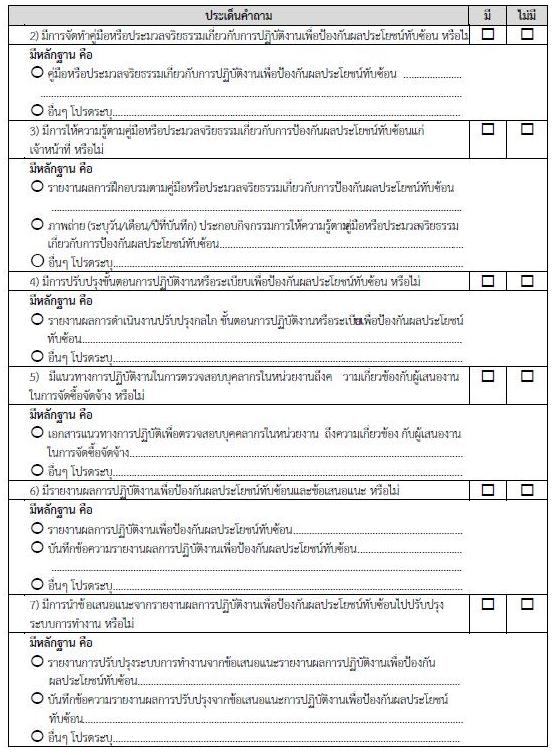 ประเด็นคำถาม มี ไม่มี
2) มีการจัดทำคู่มือหรือประมวลจริยธรรมเกี่ยวกับการปฏิบัติงานเพื่อป้องกันผลประโยชน์ทับซ้อน หรือไม่
มีหลักฐาน คือ
คู่มือหรือประมวลจริยธรรมเกี่ยวกับการปฏิบัติงานเพื่อป้องกันผลประโยชน์ทับซ้อน ....................
................................................................................
อื่นๆ โปรดระบุ................................................................................
3) มีการให้ความรู้ตามคู่มือหรือประมวลจริยธรรมเกี่ยวกับการป้องกันผลประโยชน์ทับซ้อนแก่
เจ้าหน้าที่ หรือไม่
มีหลักฐาน คือ
รายงานผลการฝึกอบรมตามคู่มือหรือประมวลจริยธรรมเกี่ยวกับการป้องกันผลประโยชน์ทับซ้อน
................................................................................
ภาพถ่าย (ระบุวัน/เดือน/ปีที่บันทึก) ประกอบกิจกรรมการให้ความรู้ตามคู่มือหรือประมวลจริยธรรม
เกี่ยวกับการป้องกันผลประโยชน์ทับซ้อน................................................................................
อื่นๆ โปรดระบุ................................................................................
4) มีการปรับปรุงขั้นตอนการปฏิบัติงานหรือระเบียบเพื่อป้องกันผลประโยชน์ทับซ้อน หรือไม่
มีหลักฐาน คือ
รายงานผลการดำเนินงานปรับปรุงกลไก ขั้นตอนการปฏิบัติงานหรือระเบียบเพื่อป้องกันผลประโยชน์
ทับซ้อน................................................................................
อื่นๆ โปรดระบุ................................................................................
5) มีแนวทางการปฏิบัติงานในการตรวจสอบบุคลากรในหน่วยงานถึงค วามเกี่ยวข้องกับผู้เสนองาน
ในการจัดซื้อจัดจ้าง หรือไม่
มีหลักฐาน คือ
เอกสารแนวทางการปฏิบัติเพื่อตรวจสอบบุคคลากรในหน่วยงาน ถึงความเกี่ยวข้อง กับผู้เสนองาน
ในการจัดซื้อจัดจ้าง................................................................................
อื่นๆ โปรดระบุ................................................................................
6) มีรายงานผลการปฏิบัติงานเพื่อป้องกันผลประโยชน์ทับซ้อนและข้อเสนอแนะ หรือไม่
มีหลักฐาน คือ
รายงานผลการปฏิบัติงานเพื่อป้องกันผลประโยชน์ทับซ้อน..................................................
บันทึกข้อความรายงานผลการปฏิบัติงานเพื่อป้องกันผลประโยชน์ทับซ้อน..............................
................................................................................
อื่นๆ โปรดระบุ................................................................................
7) มีการนำข้อเสนอแนะจากรายงานผลการปฏิบัติงานเพื่อป้องกันผลประโยชน์ทับซ้อนไปปรับปรุง
ระบบการทำงาน หรือไม่
มีหลักฐาน คือ
รายงานการปรับปรุงระบบการทำงานจากข้อเสนอแนะรายงานผลการปฏิบัติงานเพื่อป้องกัน
ผลประโยชน์ทับซ้อน................................................................................
บันทึกข้อความรายงานผลการปรับปรุงจากข้อเสนอแนะการปฏิบัติงานเพื่อป้องกันผลประโยชน์
ทับซ้อน................................................................................
อื่นๆ โปรดระบุ................................................................................